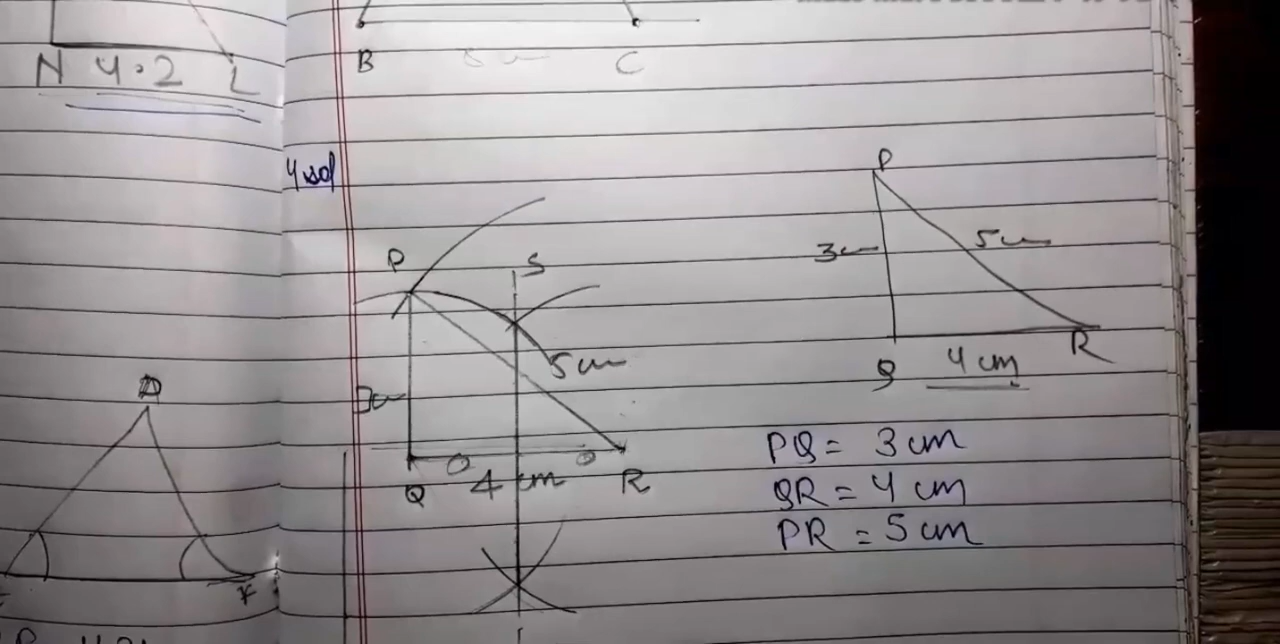 N 4.2 L
B C
4 sol
P S
5 cm
3 cm
Q 4 cm R
P
3 cm 5 cm
Q 4 cm R
PQ = 3 cm
QR = 4 cm
PR = 5 cm
D
F